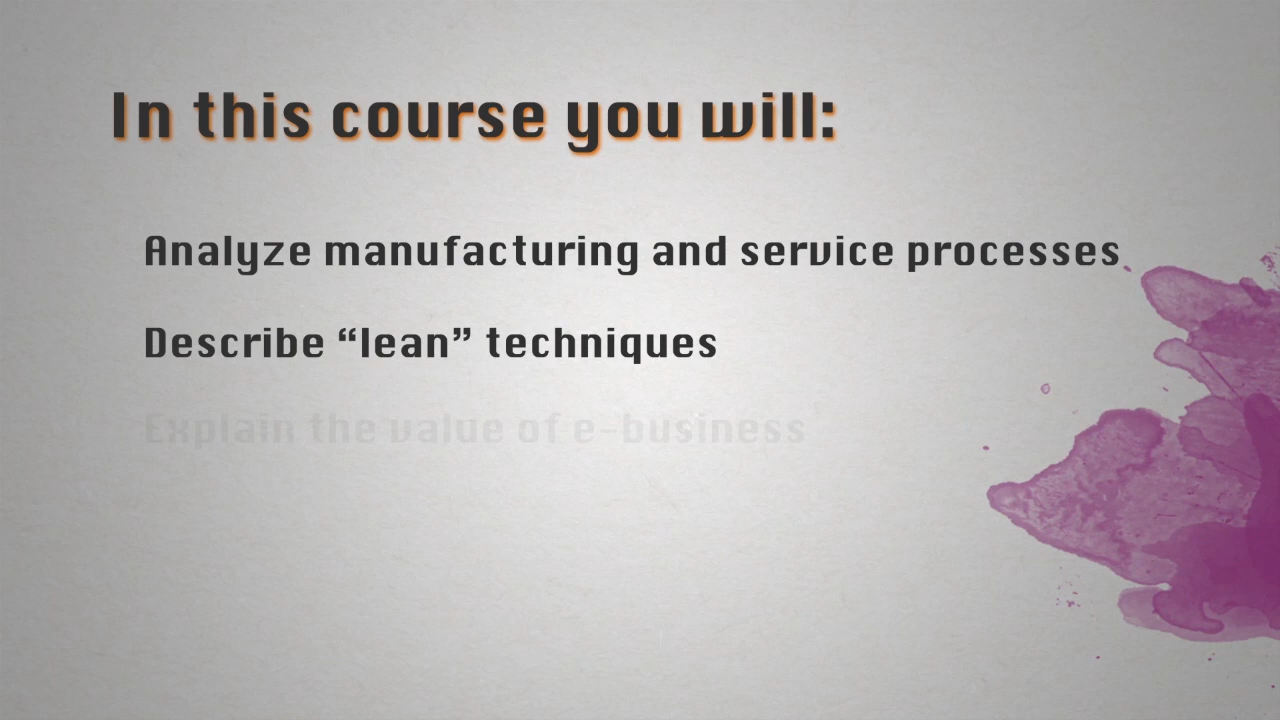 In this course you will:
Analyze manufacturing and service processes
Describe “lean” techniques
Explain the value of e-business